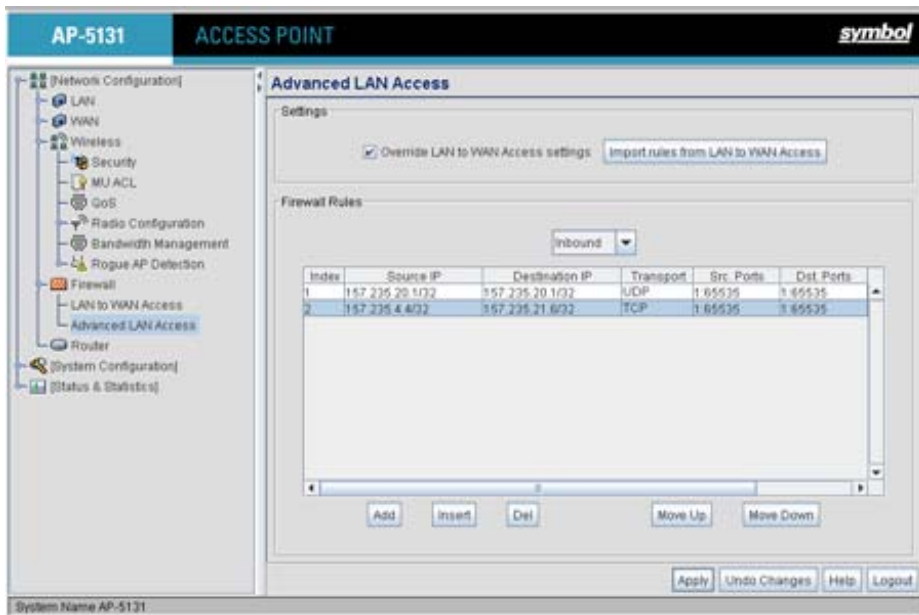 AP-5131
ACCESS POINT
symbol
[Network Configuration]
LAN
WAN
Wireless
Security
MU ACL
QoS
Radio Configuration
Bandwidth Management
Rogue AP Detection
Firewall
LAN to WAN Access
Advanced LAN Access
Router
[System Configuration]
[Status & Statistics]
Advanced LAN Access
Settings
Override LAN to WAN Access settings Import rules from LAN to WAN Access
Firewall Rules
Inbound
Index Source IP Destination IP Transport Src. Ports Dst. Ports
1 157.235.20.1/32 157.235.20.1/32 UDP 1:65535 1:65535
2 157.235.4.4/32 157.235.21.6/32 TCP 1:65535 1:65535
Add Insert Del Move Up Move Down
Apply Undo Changes Help Logout
System Name AP-5131